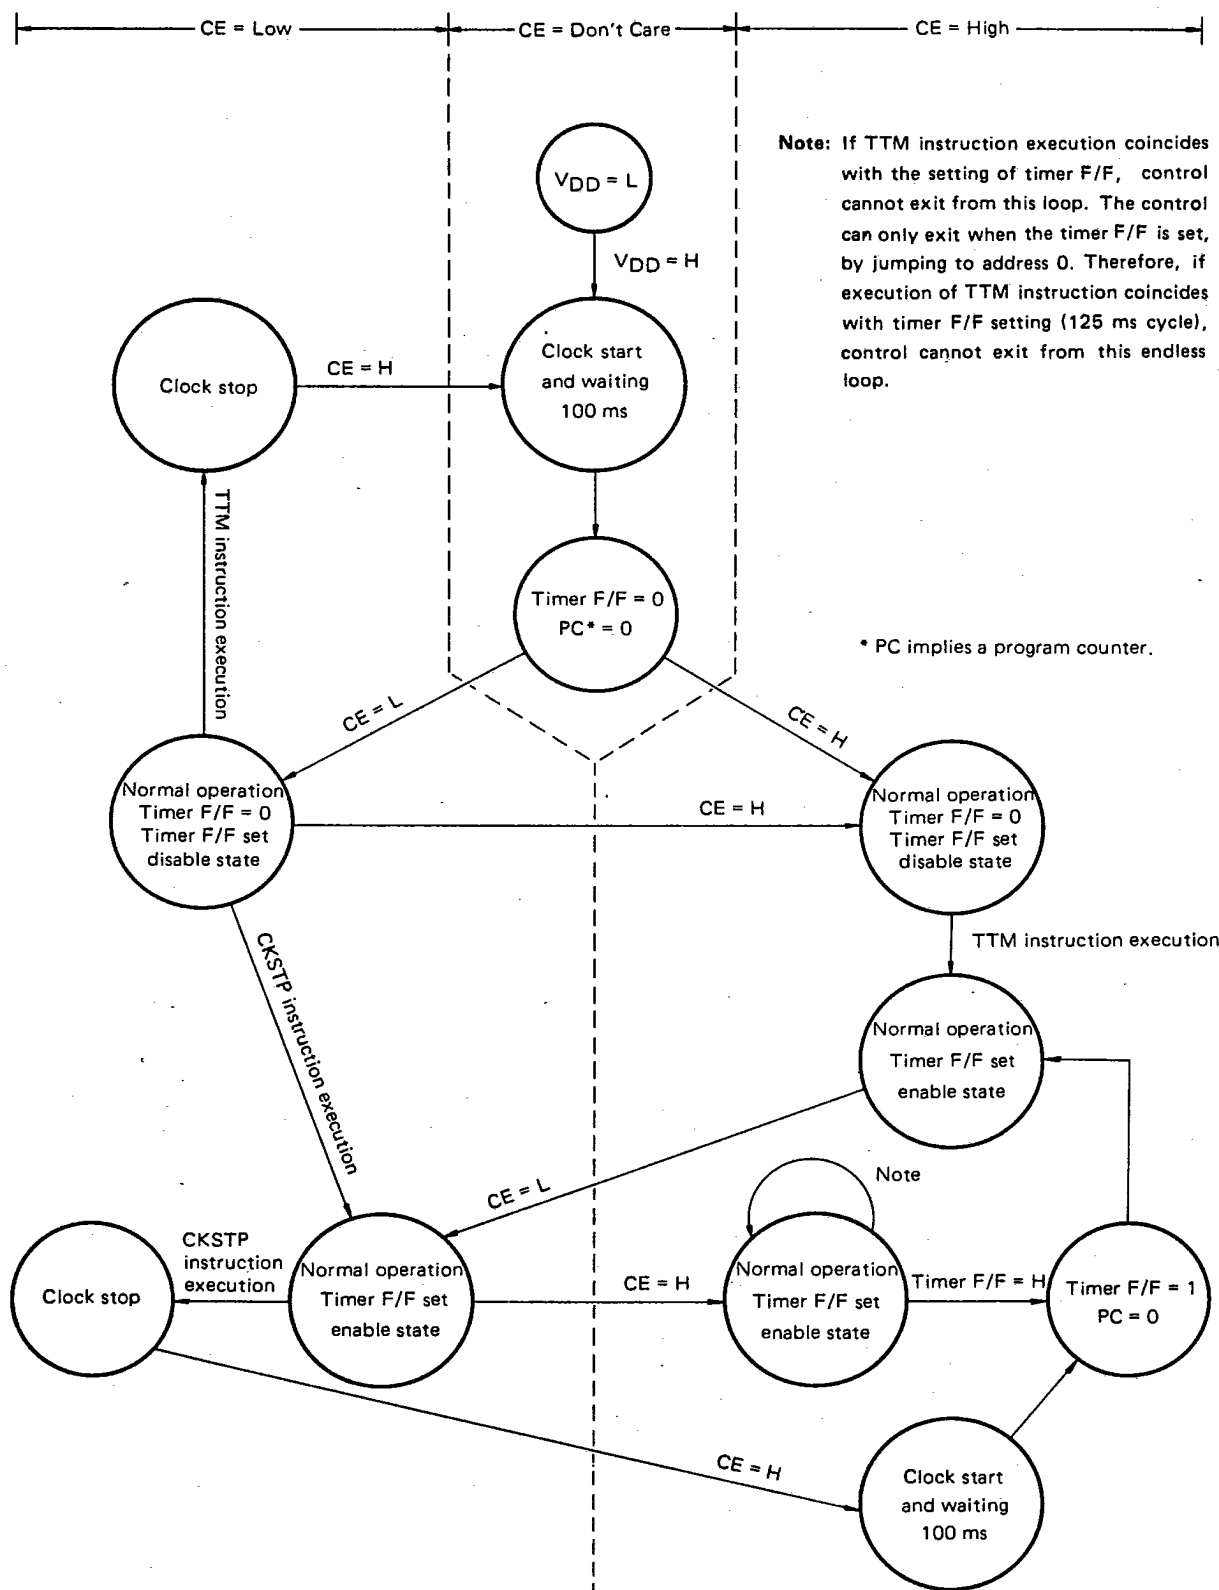 CE = Low
CE = Don't Care
CE = High
VDD = L
VDD = H
Note: If TTM instruction execution coincides
with the setting of timer F/F, control
cannot exit from this loop. The control
can only exit when the timer F/F is set,
by jumping to address 0. Therefore, if
execution of TTM instruction coincides
with timer F/F setting (125 ms cycle),
control cannot exit from this endless
loop.
Clock stop
CE = H
Clock start
and waiting
100 ms
TTM instruction execution
Timer F/F = 0
PC* = 0
* PC implies a program counter.
CE = L
CE = H
Normal operation
Timer F/F = 0
Timer F/F set
disable state
CE = H
Normal operation
Timer F/F = 0
Timer F/F set
disable state
TTM instruction execution
CKSTP instruction execution
Normal operation
Timer F/F set
enable state
CE = L
Note
Clock stop
CKSTP
instruction
execution
Normal operation
Timer F/F set
enable state
CE = H
Normal operation
Timer F/F set
enable state
Timer F/F = H
Timer F/F = 1
PC = 0
CE = H
Clock start
and waiting
100 ms